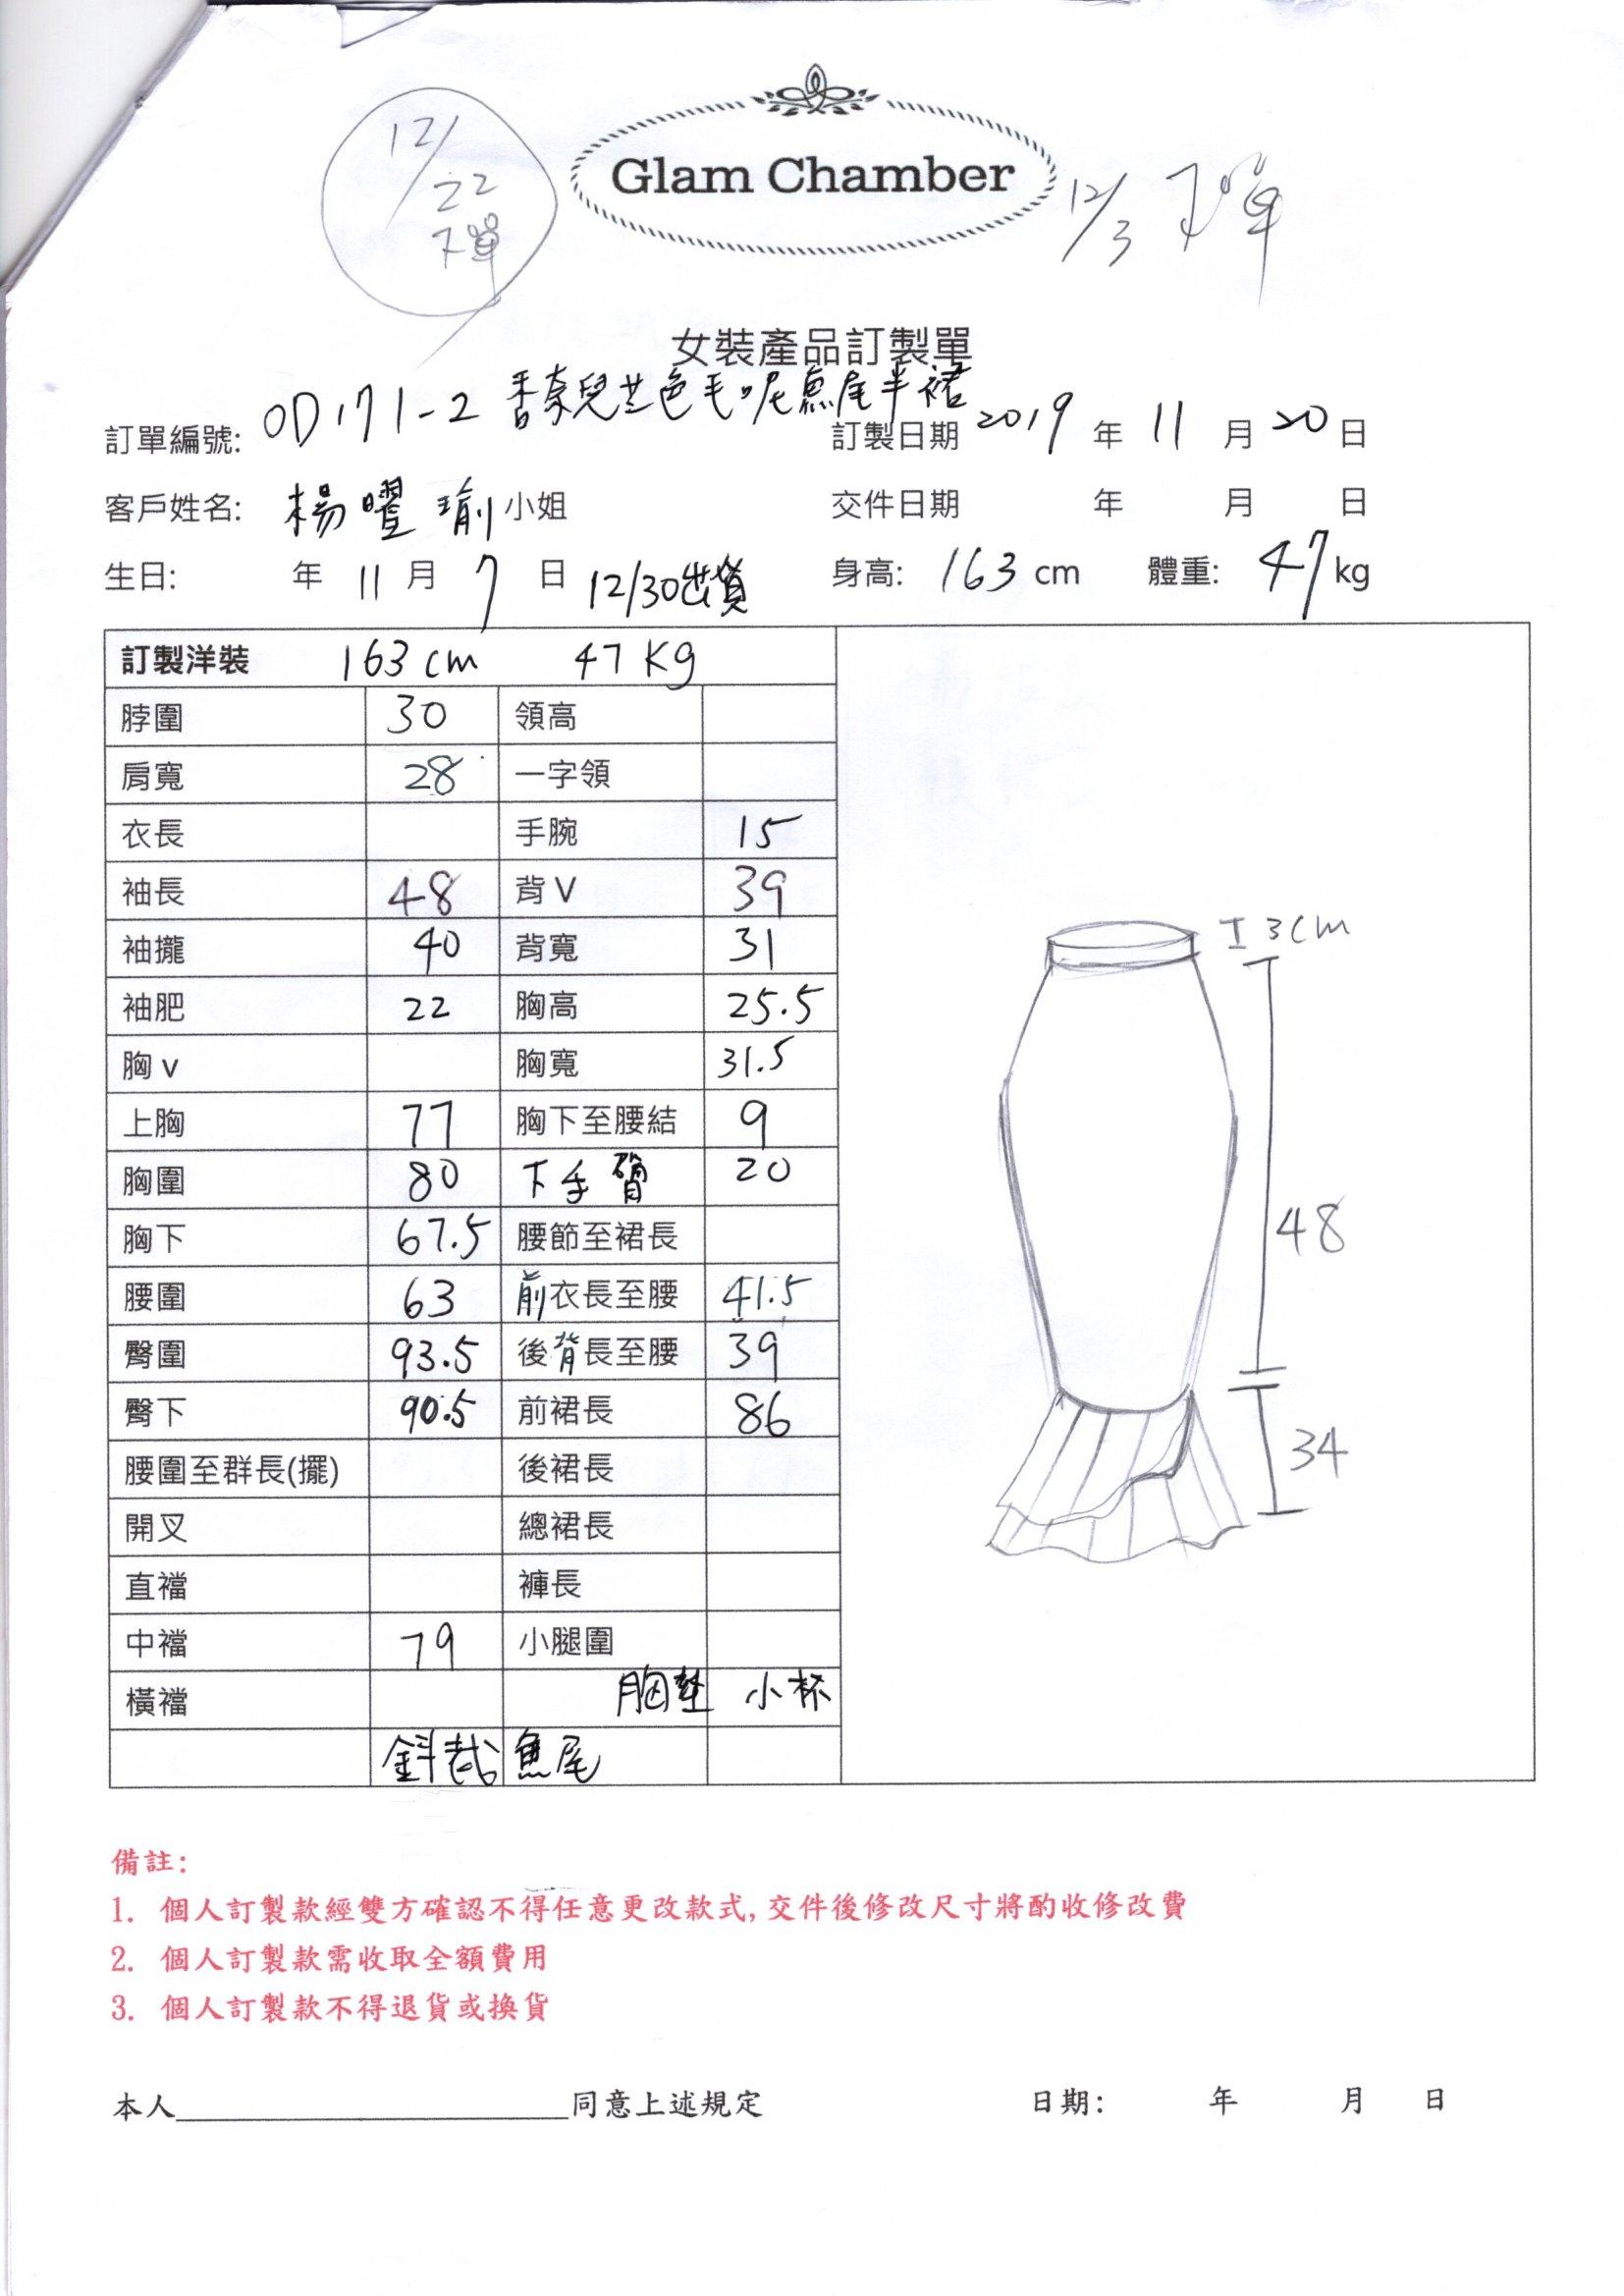 12/22
下單
Glam Chamber
12/3 下單
女裝產品訂製單
訂單編號: OD171-2 香奈兒芝色毛呢魚尾半裙
訂製日期 2019 年 11 月 20 日
客戶姓名: 楊曜瑜 小姐
交件日期 年 月 日
生日: 年 11 月 7 日 12/30出貨
身高: 163 cm 體重: 47 kg
訂製洋裝 163 cm 47 Kg
脖圍 30 領高
肩寬 28 一字領
衣長 手腕 15
袖長 48 背V 39
袖攏 40 背寬 31
袖肥 22 胸高 25.5
胸v 胸寬 31.5
上胸 77 胸下至腰結 9
胸圍 80 下手臂 20
胸下 67.5 腰節至裙長
腰圍 63 前衣長至腰 41.5
臀圍 93.5 後背長至腰 39
臀下 90.5 前裙長 86
腰圍至群長(擺) 後裙長
開叉 總裙長
直襠 褲長
中襠 79 小腿圍
橫襠 胸墊 小杯
斜裁魚尾
3cm
48
34
備註:
1. 個人訂製款經雙方確認不得任意更改款式,交件後修改尺寸將酌收修改費
2. 個人訂製款需收取全額費用
3. 個人訂製款不得退貨或換貨
本人____________________同意上述規定 日期: 年 月 日